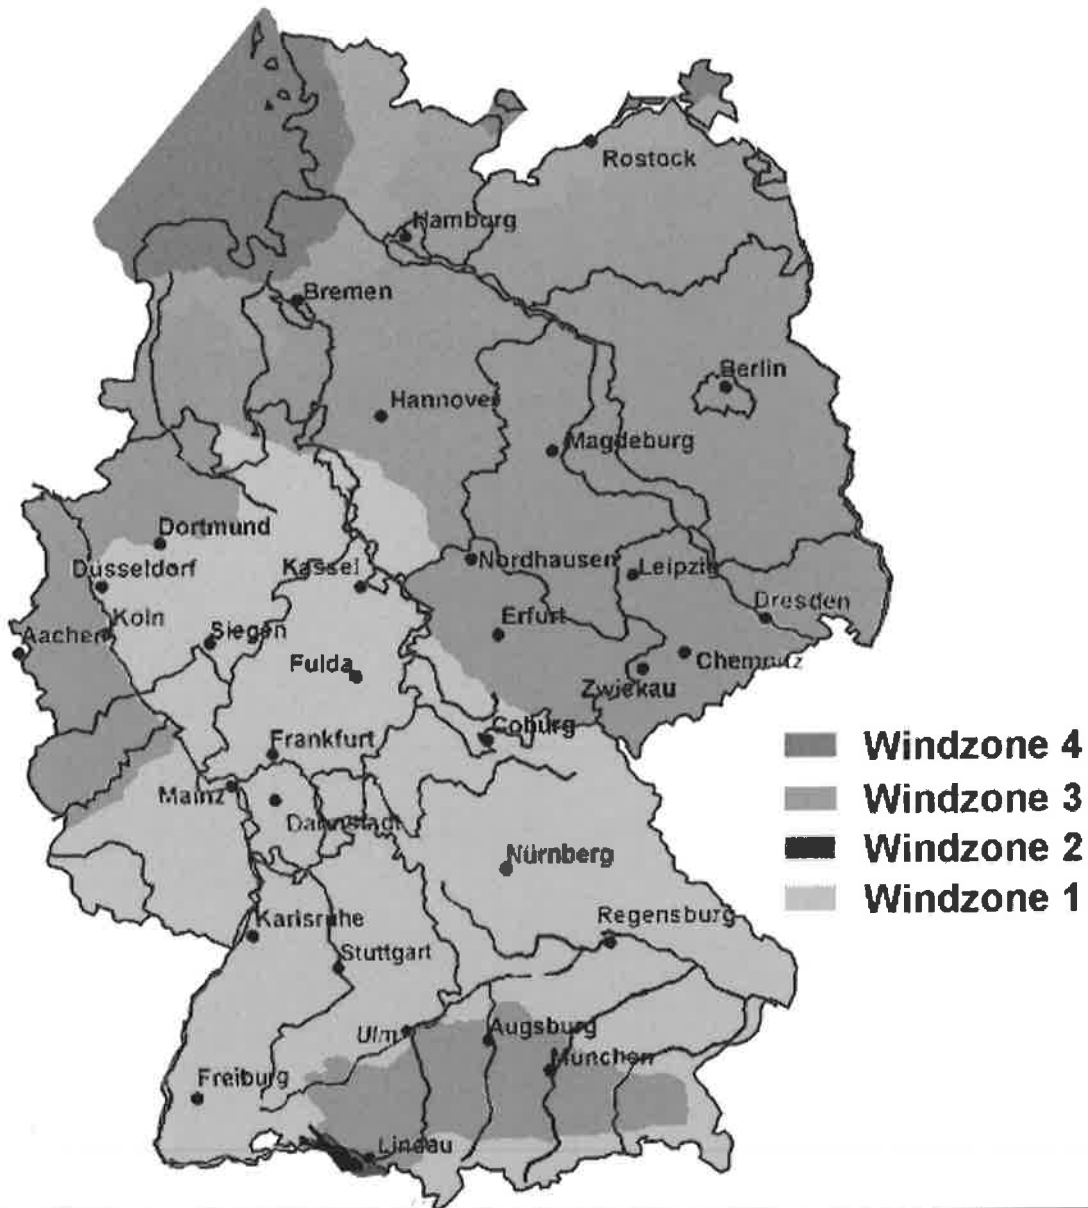 Rostock
Hamburg
Bremen
Berlin
Hannover
Magdeburg
Dortmund
Nordhausen
Leipzig
Düsseldorf
Kassel
Dresden
Köln
Siegen
Erfurt
Aachen
Fulda
Chemnitz
Zwickau
Coburg
Frankfurt
Windzone 4
Mainz
Windzone 3
Darmstadt
Windzone 2
Nürnberg
Windzone 1
Karlsruhe
Regensburg
Stuttgart
Ulm
Augsburg
München
Freiburg
Lindau